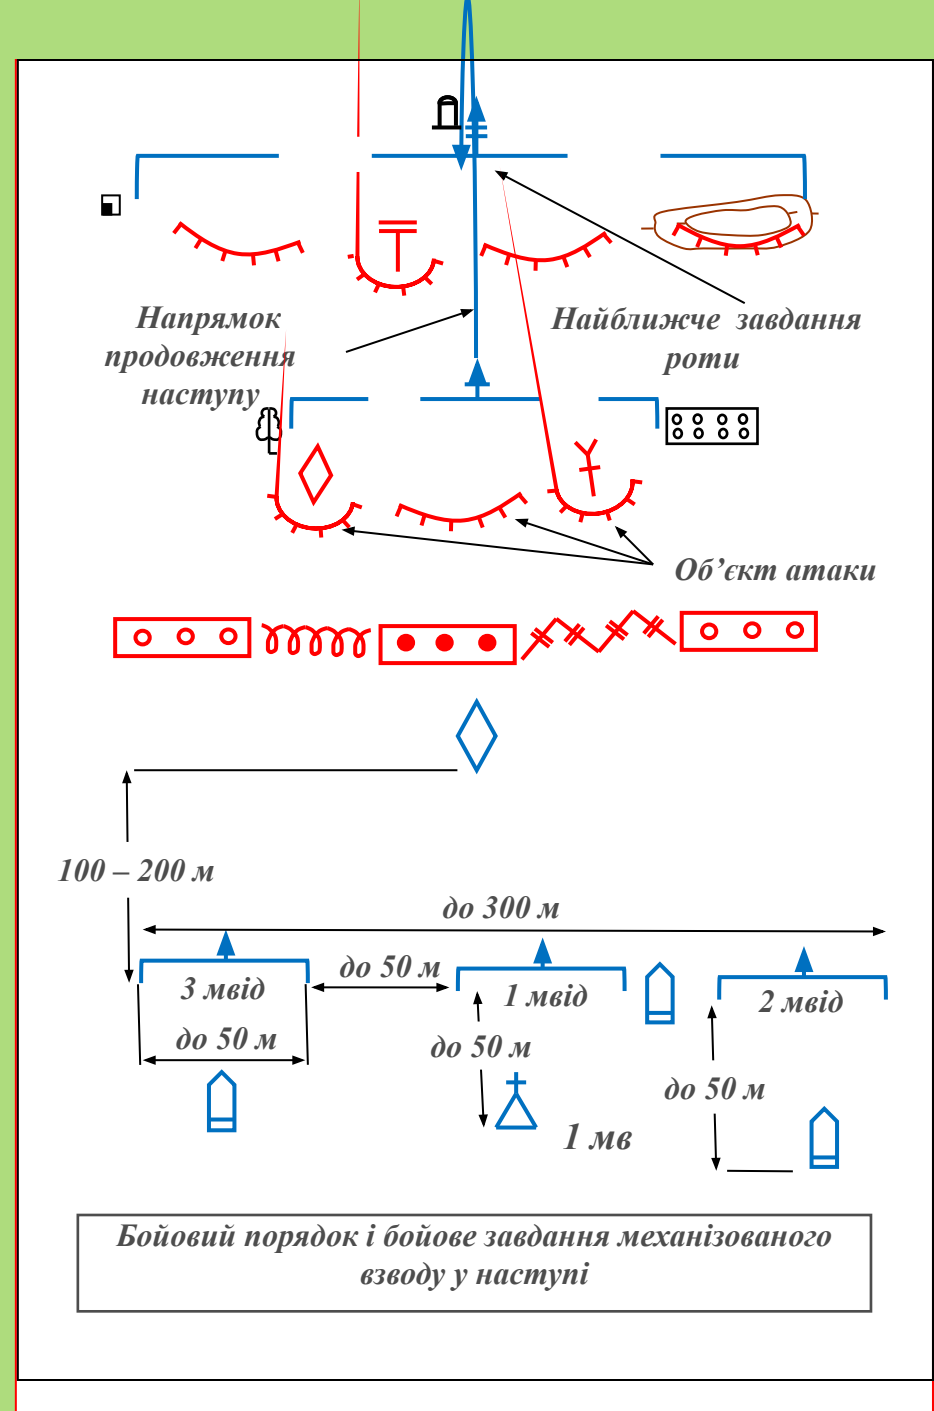 Напрямок
продовження
наступу
Найближче завдання
роти
Об’єкт атаки
100 – 200 м
до 300 м
3 мвід
до 50 м
1 мвід
2 мвід
до 50 м
до 50 м
до 50 м
1 мв
Бойовий порядок і бойове завдання механізованого
взводу у наступі